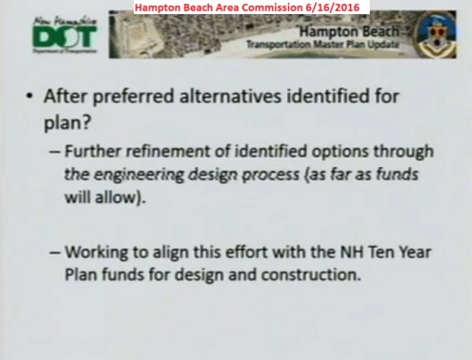 Hampton Beach Area Commission 6/16/2016
New Hampshire
DOT
Department of Transportation
Hampton Beach
Transportation Master Plan Update
• After preferred alternatives identified for
plan?
– Further refinement of identified options through
the engineering design process (as far as funds
will allow).
– Working to align this effort with the NH Ten Year
Plan funds for design and construction.